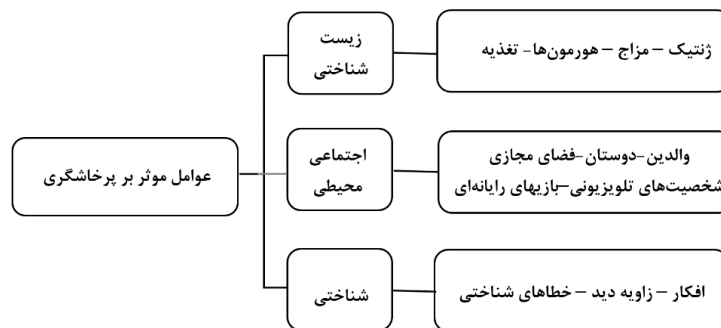 عوامل موثر بر پرخاشگری
زیست
شناختی
ژنتیک – مزاج – هورمون‌ها- تغذیه
اجتماعی
محیطی
والدین-دوستان-فضای مجازی
شخصیت‌های تلویزیونی–بازیهای رایانه‌ای
شناختی
افکار – زاویه دید – خطاهای شناختی